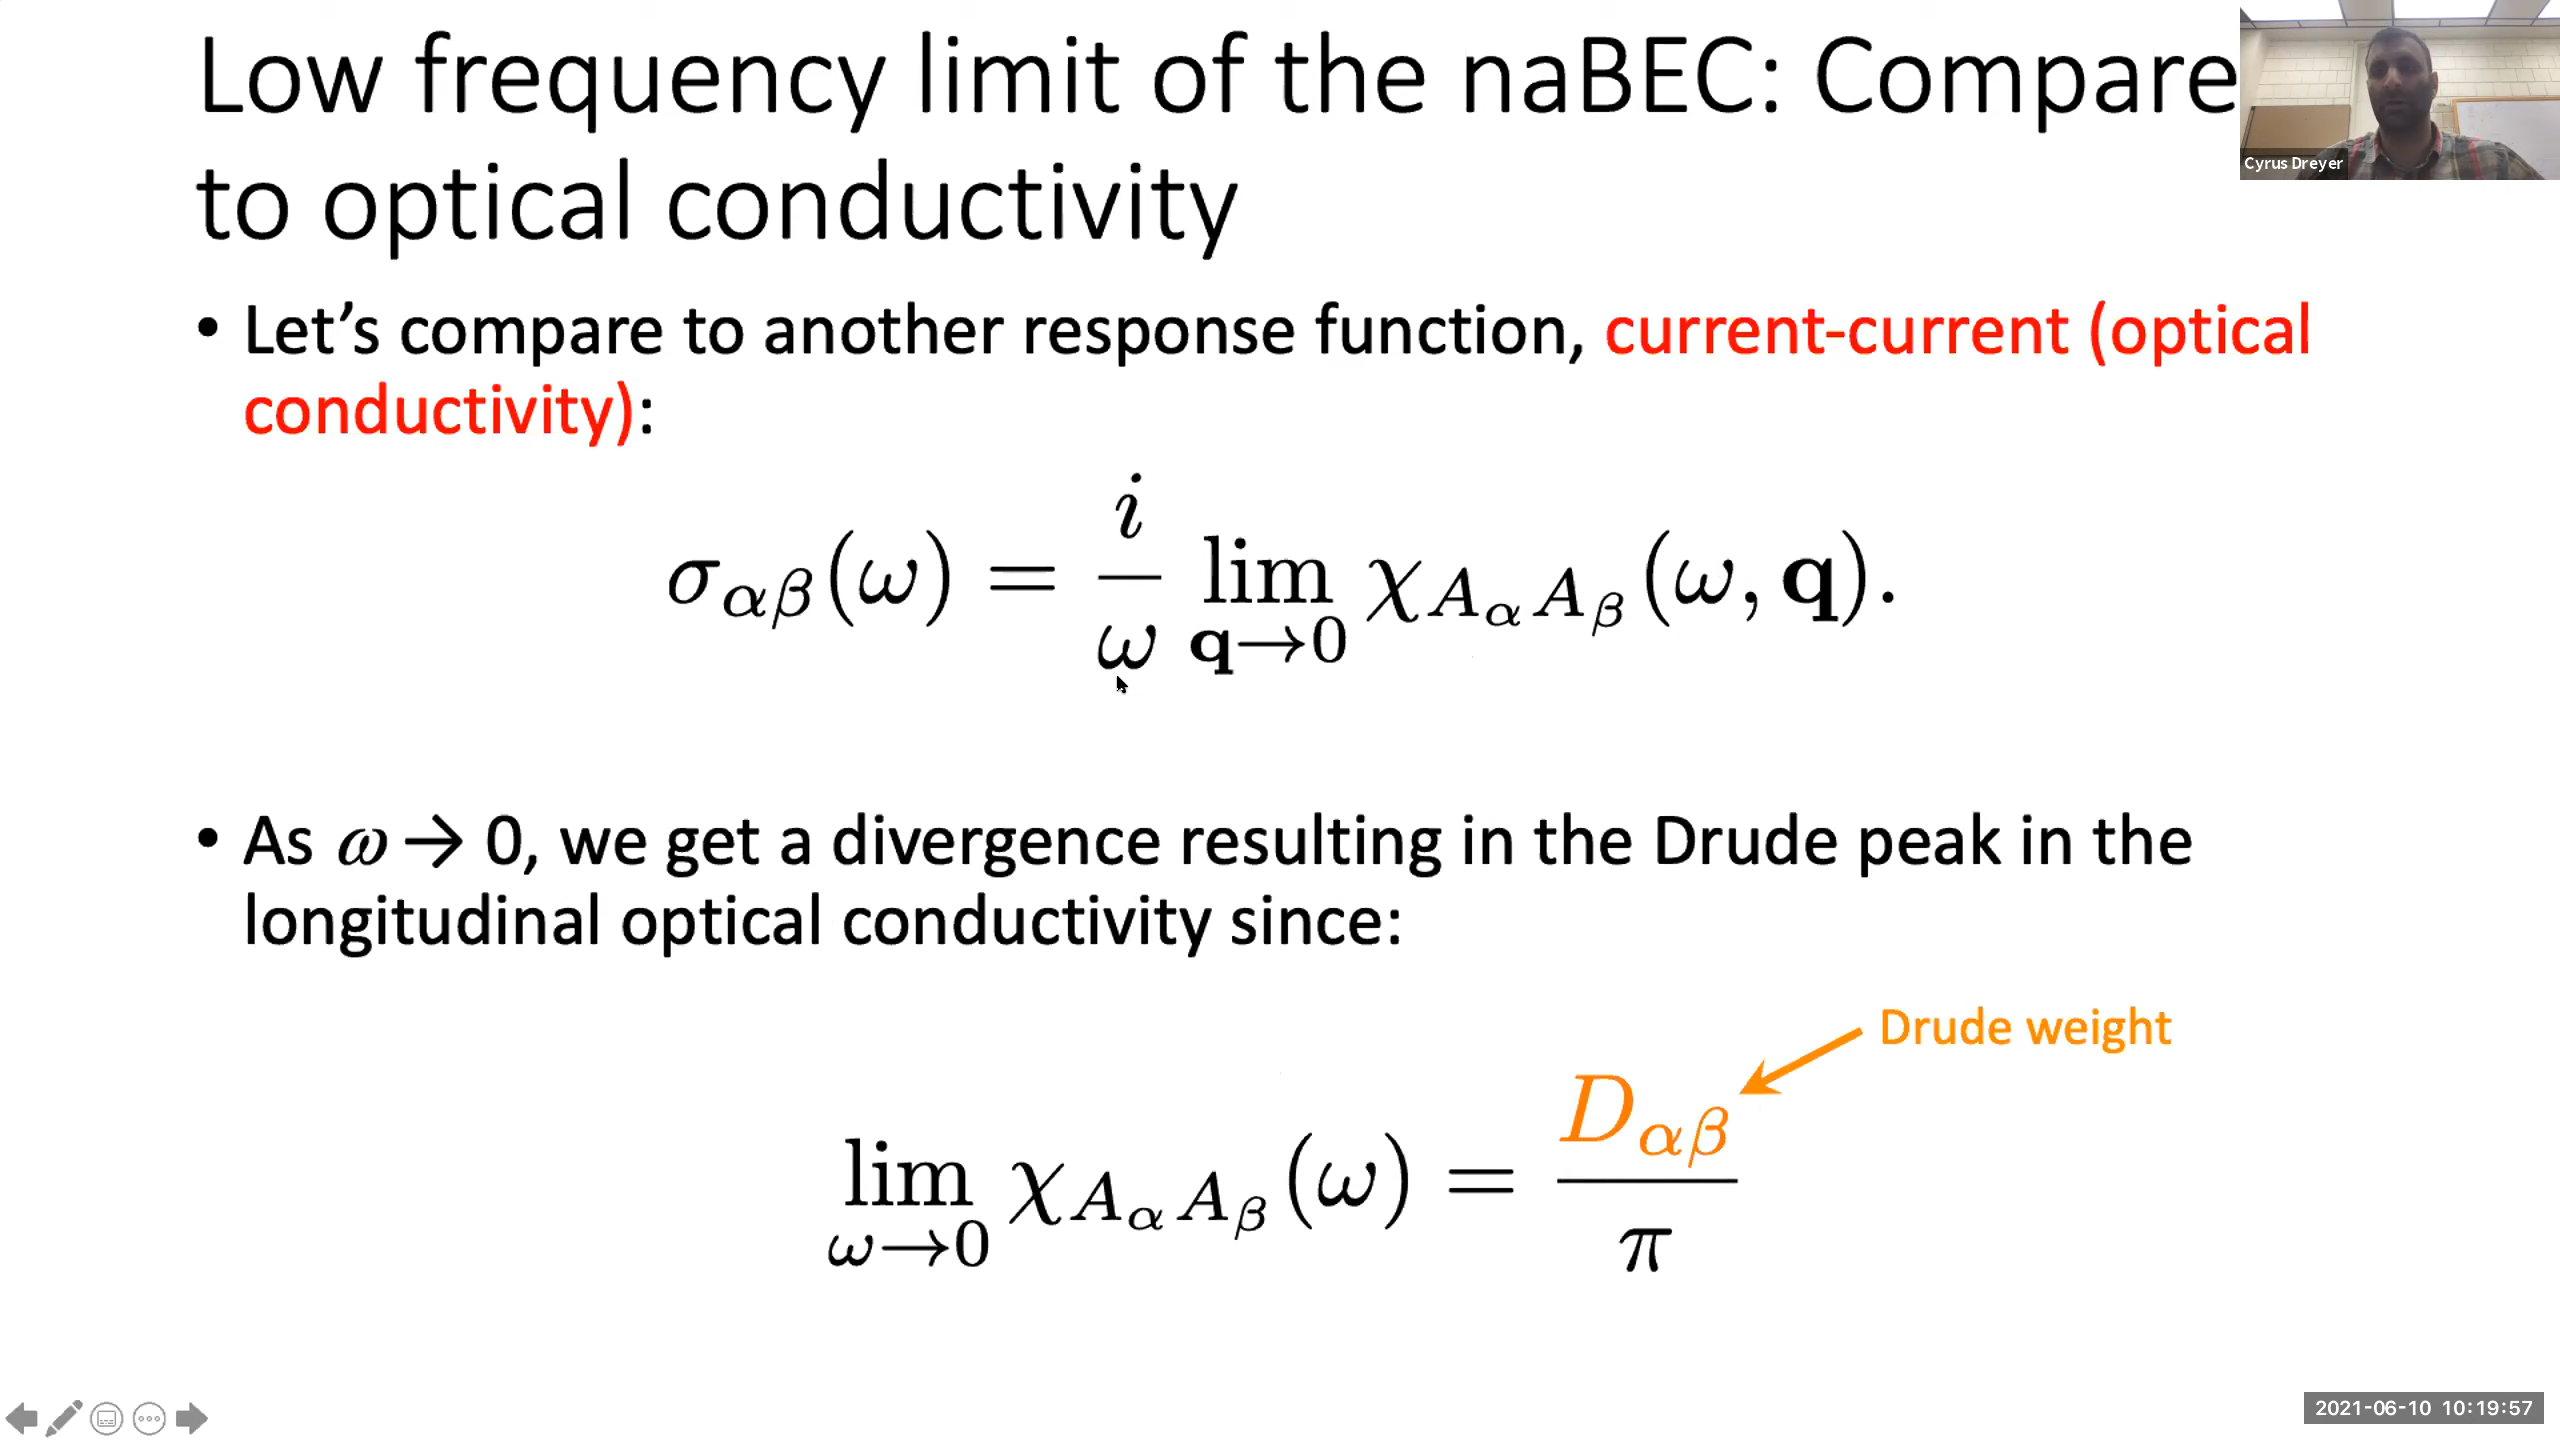 Low frequency limit of the naBEC: Compare
to optical conductivity
Cyrus Dreyer
• Let’s compare to another response function, current-current (optical
conductivity):
σ_{αβ}(ω) = \frac{i}{ω} \lim_{𝐪→0} χ_{A_α A_β}(ω, 𝐪).
• As ω → 0, we get a divergence resulting in the Drude peak in the
longitudinal optical conductivity since:
Drude weight
\lim_{ω→0} χ_{A_α A_β}(ω) = \frac{D_{αβ}}{π}
2021-06-10 10:19:57